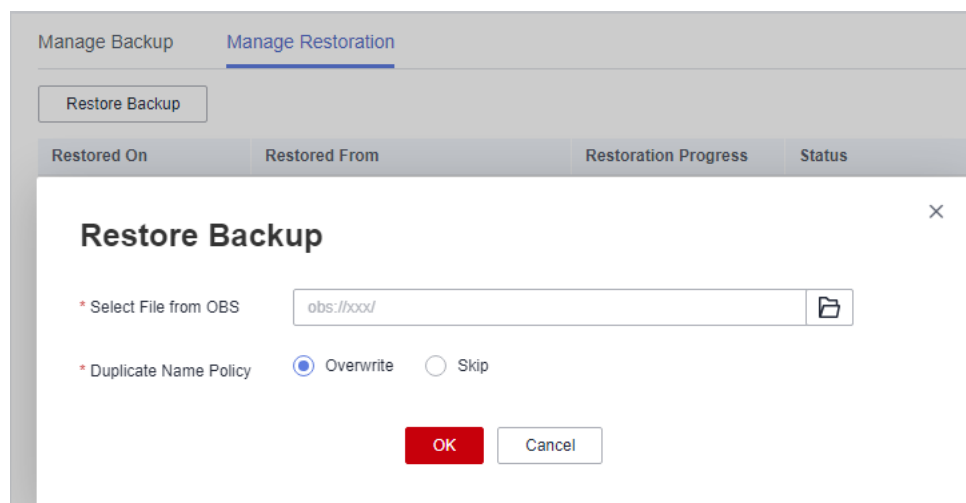 Manage Backup Manage Restoration
Restore Backup
Restored On Restored From Restoration Progress Status
Restore Backup
* Select File from OBS obs://xxx/
* Duplicate Name Policy Overwrite Skip
OK Cancel